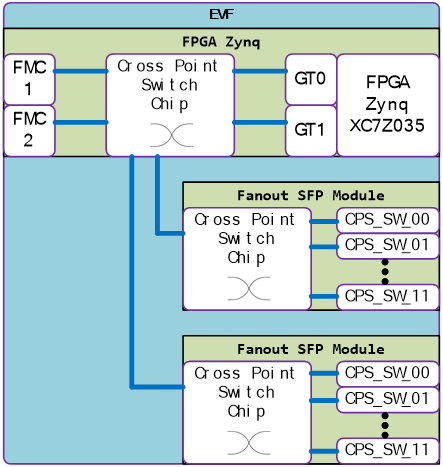 EVF
FPGA Zynq
FMC
1
Cross Point
Switch
Chip
GT0
FPGA
Zynq
XC7Z035
FMC
2
GT1
Fanout SFP Module
Cross Point
Switch
Chip
CPS_SW_00
CPS_SW_01
CPS_SW_11
Fanout SFP Module
Cross Point
Switch
Chip
CPS_SW_00
CPS_SW_01
CPS_SW_11